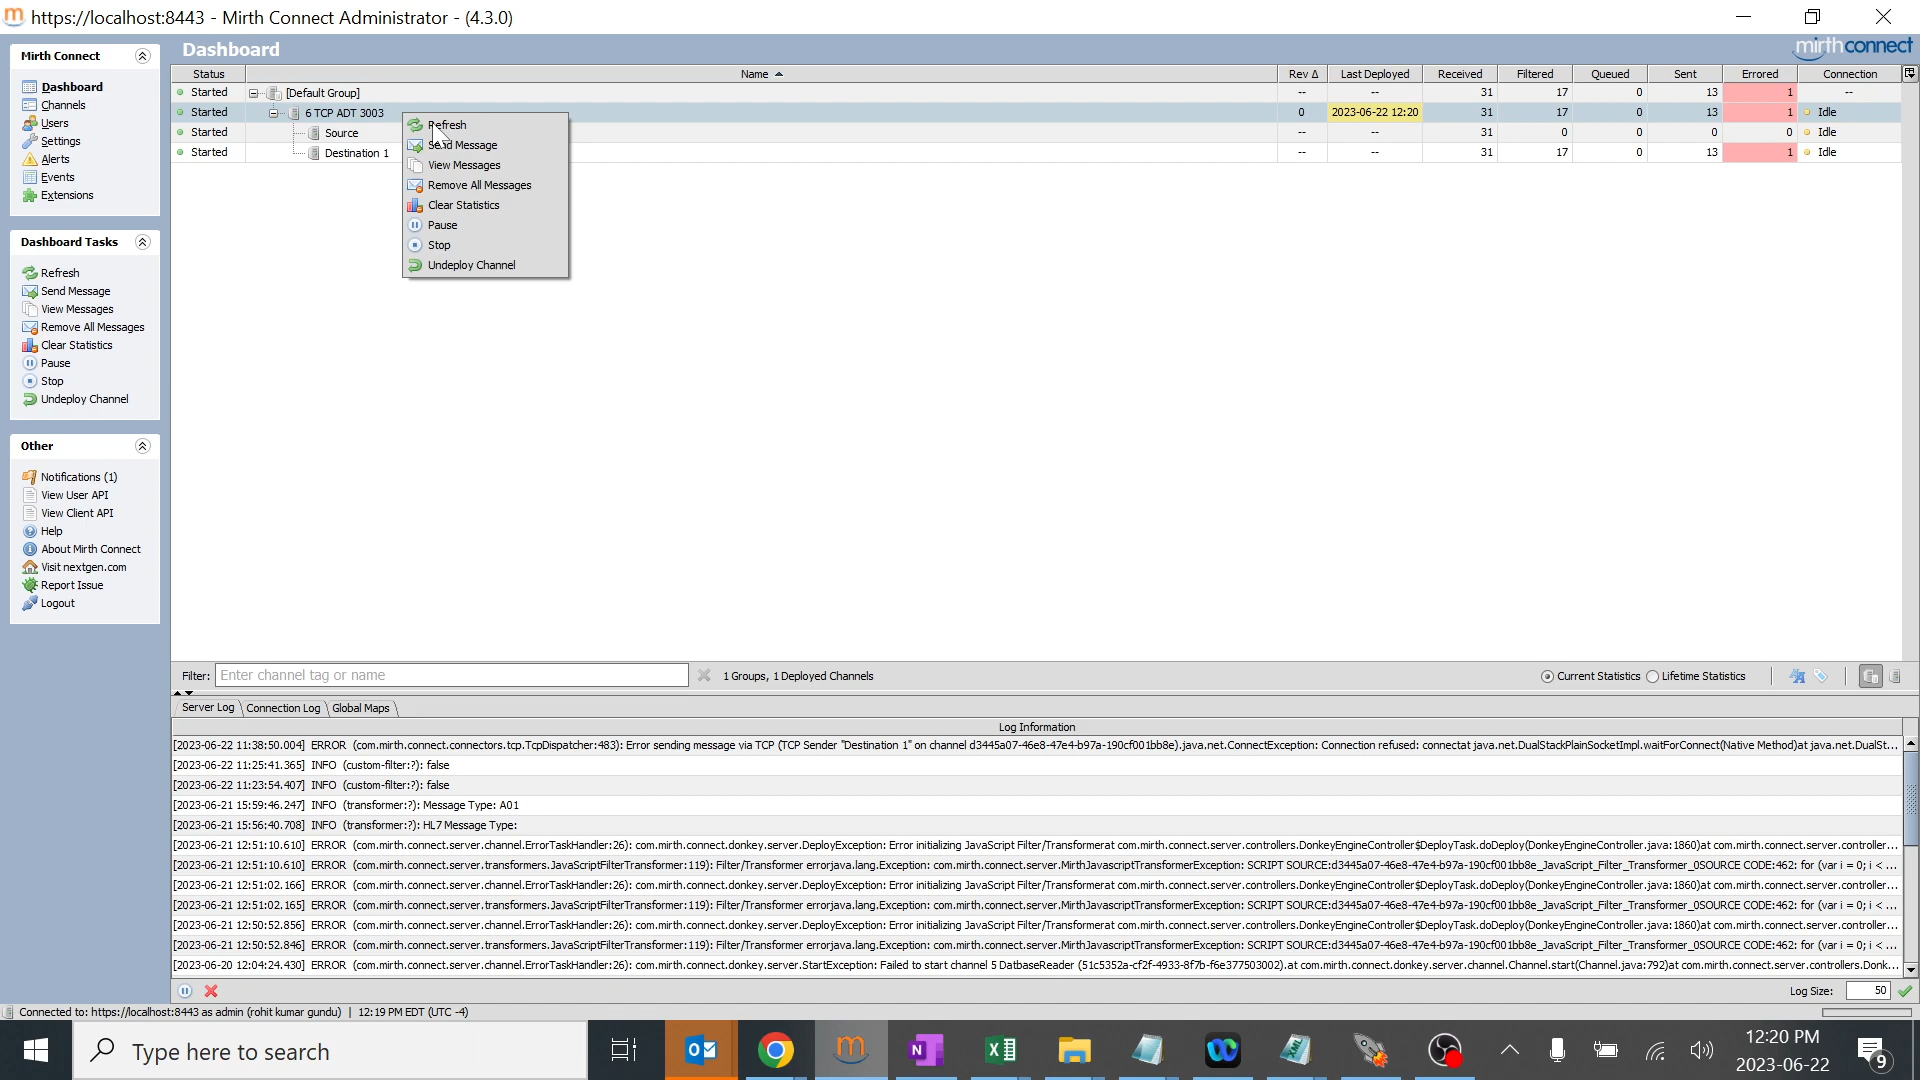 https://localhost:8443 - Mirth Connect Administrator - (4.3.0)
Mirth Connect
Dashboard
Channels
Users
Settings
Alerts
Events
Extensions
Dashboard Tasks
Refresh
Send Message
View Messages
Remove All Messages
Clear Statistics
Pause
Stop
Undeploy Channel
Other
Notifications (1)
View User API
View Client API
Help
About Mirth Connect
Visit nextgen.com
Report Issue
Logout
Dashboard
mirthconnect
Status Name Rev Δ Last Deployed Received Filtered Queued Sent Errored Connection
Started [Default Group] -- -- 31 17 0 13 1 --
Started 6 TCP ADT 3003 0 2023-06-22 12:20 31 17 0 13 1 Idle
Started Source -- -- 31 0 0 0 0 Idle
Started Destination 1 -- -- 31 17 0 13 1 Idle
Refresh
Send Message
View Messages
Remove All Messages
Clear Statistics
Pause
Stop
Undeploy Channel
Filter: Enter channel tag or name 1 Groups, 1 Deployed Channels Current Statistics Lifetime Statistics
Server Log Connection Log Global Maps
Log Information
[2023-06-22 11:38:50.004] ERROR (com.mirth.connect.connectors.tcp.TcpDispatcher:483): Error sending message via TCP (TCP Sender "Destination 1" on channel d3445a07-46e8-47e4-b97a-190cf001bb8e).java.net.ConnectException: Connection refused: connectat java.net.DualStackPlainSocketImpl.waitForConnect(Native Method)at java.net.DualSt...
[2023-06-22 11:25:41.365] INFO (custom-filter:?): false
[2023-06-22 11:23:54.407] INFO (custom-filter:?): false
[2023-06-21 15:59:46.247] INFO (transformer:?): Message Type: A01
[2023-06-21 15:56:40.708] INFO (transformer:?): HL7 Message Type:
[2023-06-21 12:51:10.610] ERROR (com.mirth.connect.server.channel.ErrorTaskHandler:26): com.mirth.connect.donkey.server.DeployException: Error initializing JavaScript Filter/Transformerat com.mirth.connect.server.controllers.DonkeyEngineController$DeployTask.doDeploy(DonkeyEngineController.java:1860)at com.mirth.connect.server.controller...
[2023-06-21 12:51:10.610] ERROR (com.mirth.connect.server.transformers.JavaScriptFilterTransformer:119): Filter/Transformer errorjava.lang.Exception: com.mirth.connect.server.MirthJavascriptTransformerException: SCRIPT SOURCE:d3445a07-46e8-47e4-b97a-190cf001bb8e_JavaScript_Filter_Transformer_0SOURCE CODE:462: for (var i = 0; i < ...
[2023-06-21 12:51:02.166] ERROR (com.mirth.connect.server.channel.ErrorTaskHandler:26): com.mirth.connect.donkey.server.DeployException: Error initializing JavaScript Filter/Transformerat com.mirth.connect.server.controllers.DonkeyEngineController$DeployTask.doDeploy(DonkeyEngineController.java:1860)at com.mirth.connect.server.controller...
[2023-06-21 12:51:02.165] ERROR (com.mirth.connect.server.transformers.JavaScriptFilterTransformer:119): Filter/Transformer errorjava.lang.Exception: com.mirth.connect.server.MirthJavascriptTransformerException: SCRIPT SOURCE:d3445a07-46e8-47e4-b97a-190cf001bb8e_JavaScript_Filter_Transformer_0SOURCE CODE:462: for (var i = 0; i < ...
[2023-06-21 12:50:52.856] ERROR (com.mirth.connect.server.channel.ErrorTaskHandler:26): com.mirth.connect.donkey.server.DeployException: Error initializing JavaScript Filter/Transformerat com.mirth.connect.server.controllers.DonkeyEngineController$DeployTask.doDeploy(DonkeyEngineController.java:1860)at com.mirth.connect.server.controller...
[2023-06-21 12:50:52.846] ERROR (com.mirth.connect.server.transformers.JavaScriptFilterTransformer:119): Filter/Transformer errorjava.lang.Exception: com.mirth.connect.server.MirthJavascriptTransformerException: SCRIPT SOURCE:d3445a07-46e8-47e4-b97a-190cf001bb8e_JavaScript_Filter_Transformer_0SOURCE CODE:462: for (var i = 0; i < ...
[2023-06-20 12:04:24.430] ERROR (com.mirth.connect.server.channel.ErrorTaskHandler:26): com.mirth.connect.donkey.server.StartException: Failed to start channel 5 DatbaseReader (51c5352a-cf2f-4933-8f7b-f6e377503002).at com.mirth.connect.donkey.server.channel.Channel.start(Channel.java:792)at com.mirth.connect.server.controllers.Donk...
Log Size: 50
Connected to: https://localhost:8443 as admin (rohit kumar gundu) | 12:19 PM EDT (UTC -4)
Type here to search
12:20 PM
2023-06-22
9